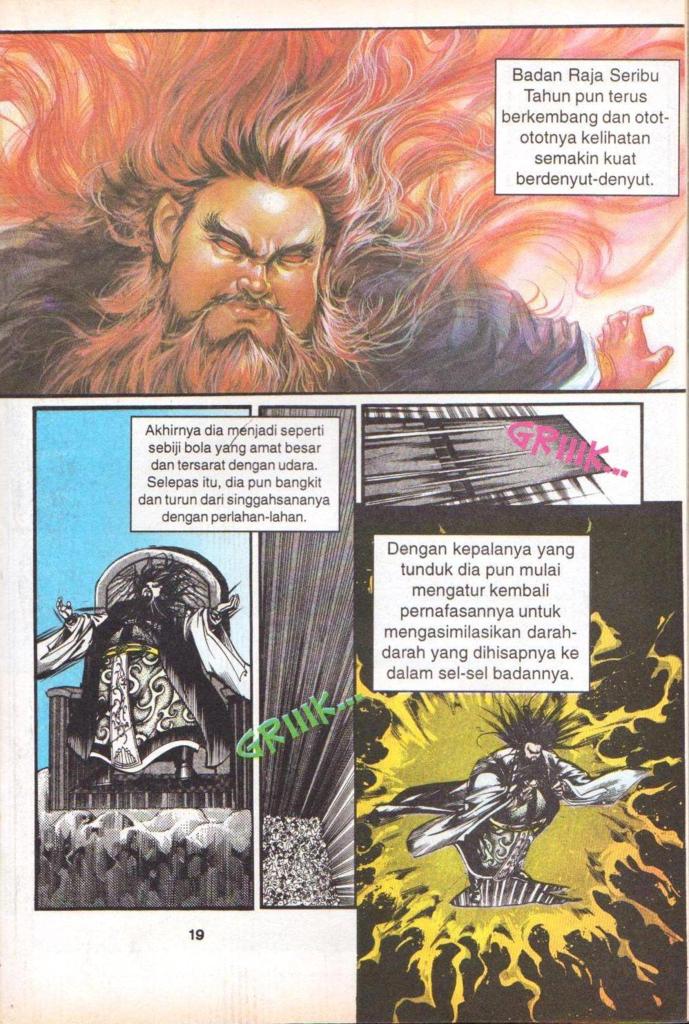 Badan Raja Seribu
Tahun pun terus
berkembang dan otot-
ototnya kelihatan
semakin kuat
berdenyut-denyut.
Akhirnya dia menjadi seperti
sebiji bola yang amat besar
dan tersarat dengan udara.
Selepas itu, dia pun bangkit
dan turun dari singgahsananya
dengan perlahan-lahan.
GRIIIK...
GRIIIK...
Dengan kepalanya yang
tunduk dia pun mulai
mengatur kembali
pernafasannya untuk
mengasimilasikan darah-
darah yang dihisapnya ke
dalam sel-sel badannya.
19